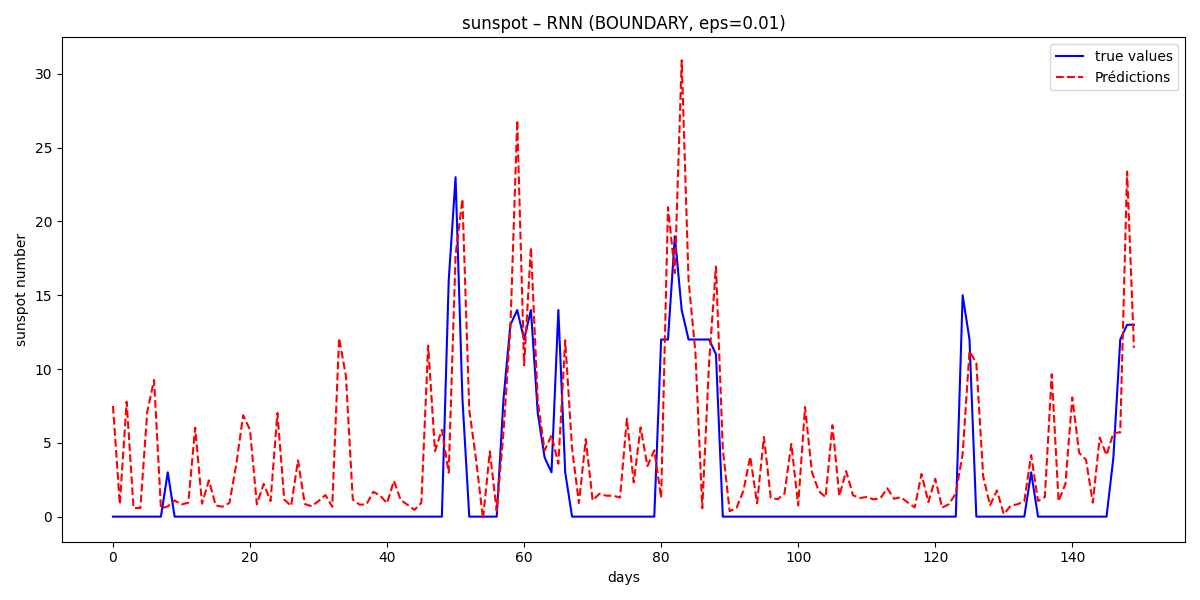 sunspot – RNN (BOUNDARY, eps=0.01)
true values
Prédictions
sunspot number
30
25
20
15
10
5
0
0 20 40 60 80 100 120 140
days